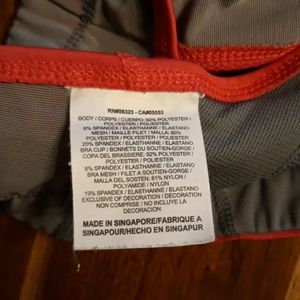 RN#56323 - CA#05553
BODY / CORPS / CUERPO: 92% POLYESTER /
POLYESTER / POLIESTER
8% SPANDEX / ELASTHANNE / ELASTANO
MESH / MAILLE FILET / MALLA: 80%
POLYESTER / POLYESTER / POLIESTER
20% SPANDEX / ELASTHANNE / ELASTANO
BRA CUP / BONNETS DU SOUTIEN-GORGE /
COPA DEL BRASSIERE: 92% POLYESTER /
POLYESTER / POLIESTER
8% SPANDEX / ELASTHANNE / ELASTANO
BRA MESH / FILET A SOUTIEN-GORGE /
MALLA DEL SOSTEN: 81% NYLON /
POLYAMIDE / NYLON
19% SPANDEX / ELASTHANNE / ELASTANO
EXCLUSIVE OF DECORATION / DÉCORATION
NON COMPRISE / NO INCLUYE LA
DECORACION
MADE IN SINGAPORE/FABRIQUE A
SINGAPOUR/HECHO EN SINGAPUR